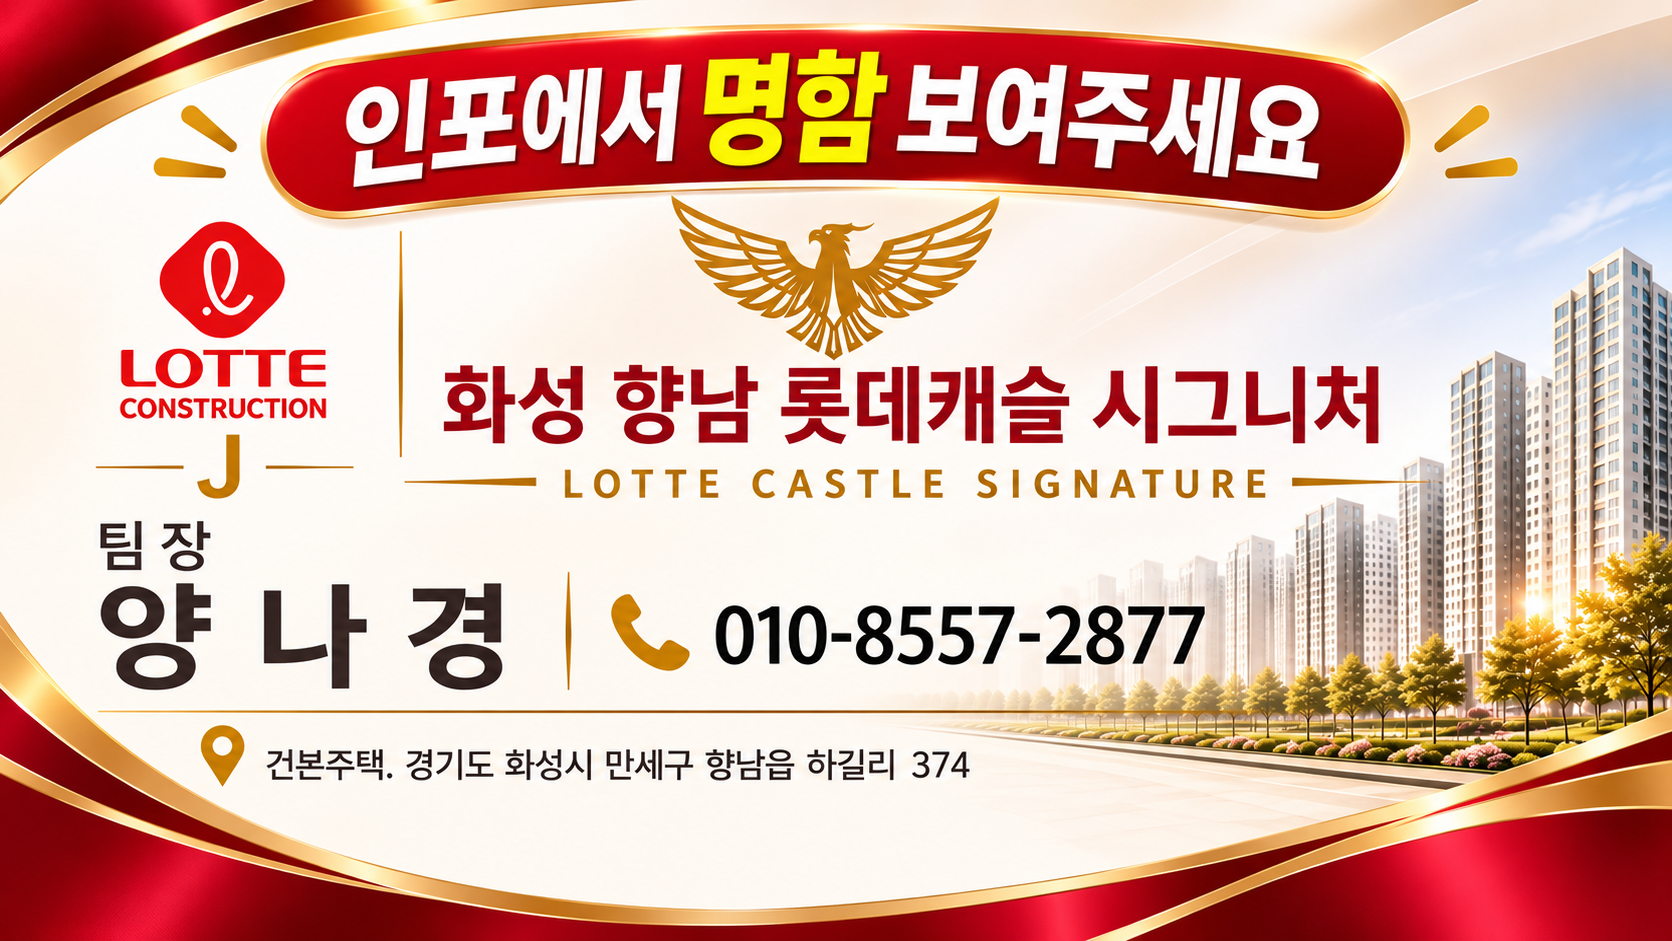 인포에서 명함 보여주세요
LOTTE
CONSTRUCTION
J
화성 향남 롯데캐슬 시그니처
LOTTE CASTLE SIGNATURE
팀장
양나경
010-8557-2877
건본주택. 경기도 화성시 만세구 향남읍 하길리 374